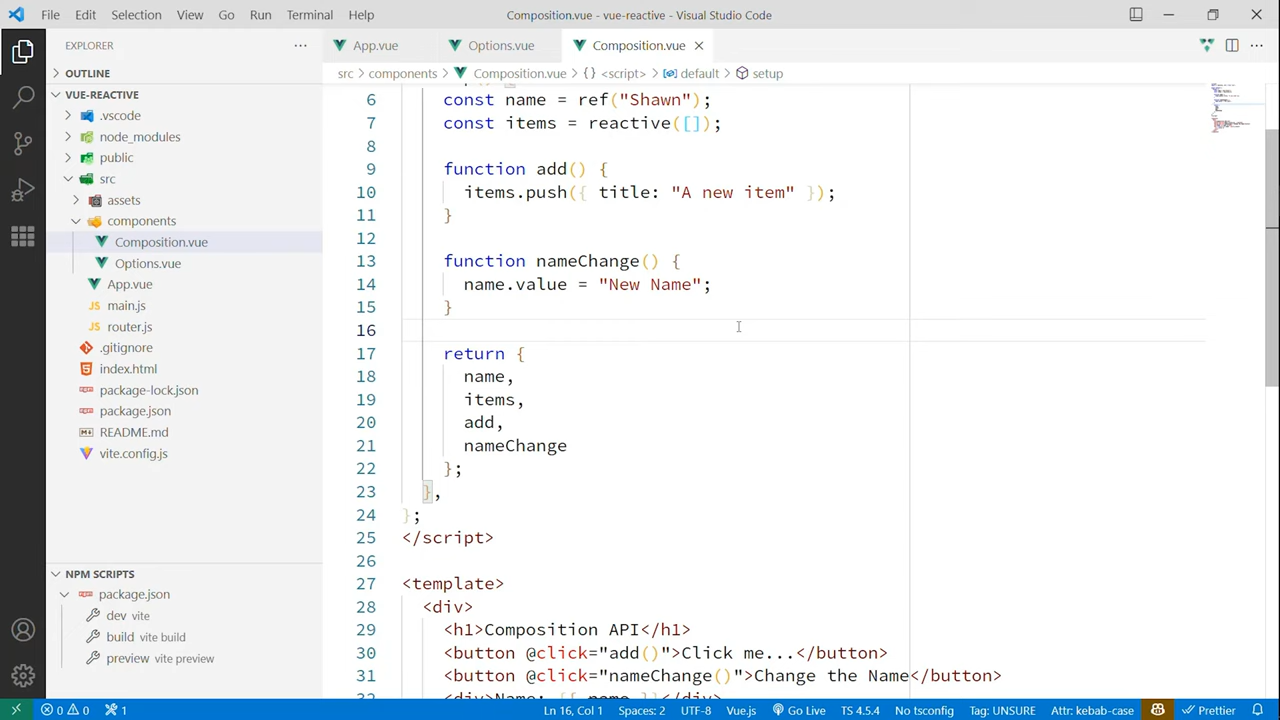 File Edit Selection View Go Run Terminal Help
Composition.vue - vue-reactive - Visual Studio Code
EXPLORER
OUTLINE
VUE-REACTIVE
.vscode
node_modules
public
src
assets
components
Composition.vue
Options.vue
App.vue
main.js
router.js
.gitignore
index.html
package-lock.json
package.json
README.md
vite.config.js
NPM SCRIPTS
package.json
dev vite
build vite build
preview vite preview
App.vue Options.vue Composition.vue
src > components > Composition.vue > {} <script> > default > setup
6 const name = ref("Shawn");
7 const items = reactive([]);
8
9 function add() {
10 items.push({ title: "A new item" });
11 }
12
13 function nameChange() {
14 name.value = "New Name";
15 }
16
17 return {
18 name,
19 items,
20 add,
21 nameChange
22 };
23 },
24 };
25 </script>
26
27 <template>
28 <div>
29 <h1>Composition API</h1>
30 <button @click="add()">Click me...</button>
31 <button @click="nameChange()">Change the Name</button>
32 <div>Name: {{ name }}</div>
0 0 1 Ln 16, Col 1 Spaces: 2 UTF-8 Vue.js Go Live TS 4.5.4 No tsconfig Tag: UNSURE Attr: kebab-case Prettier